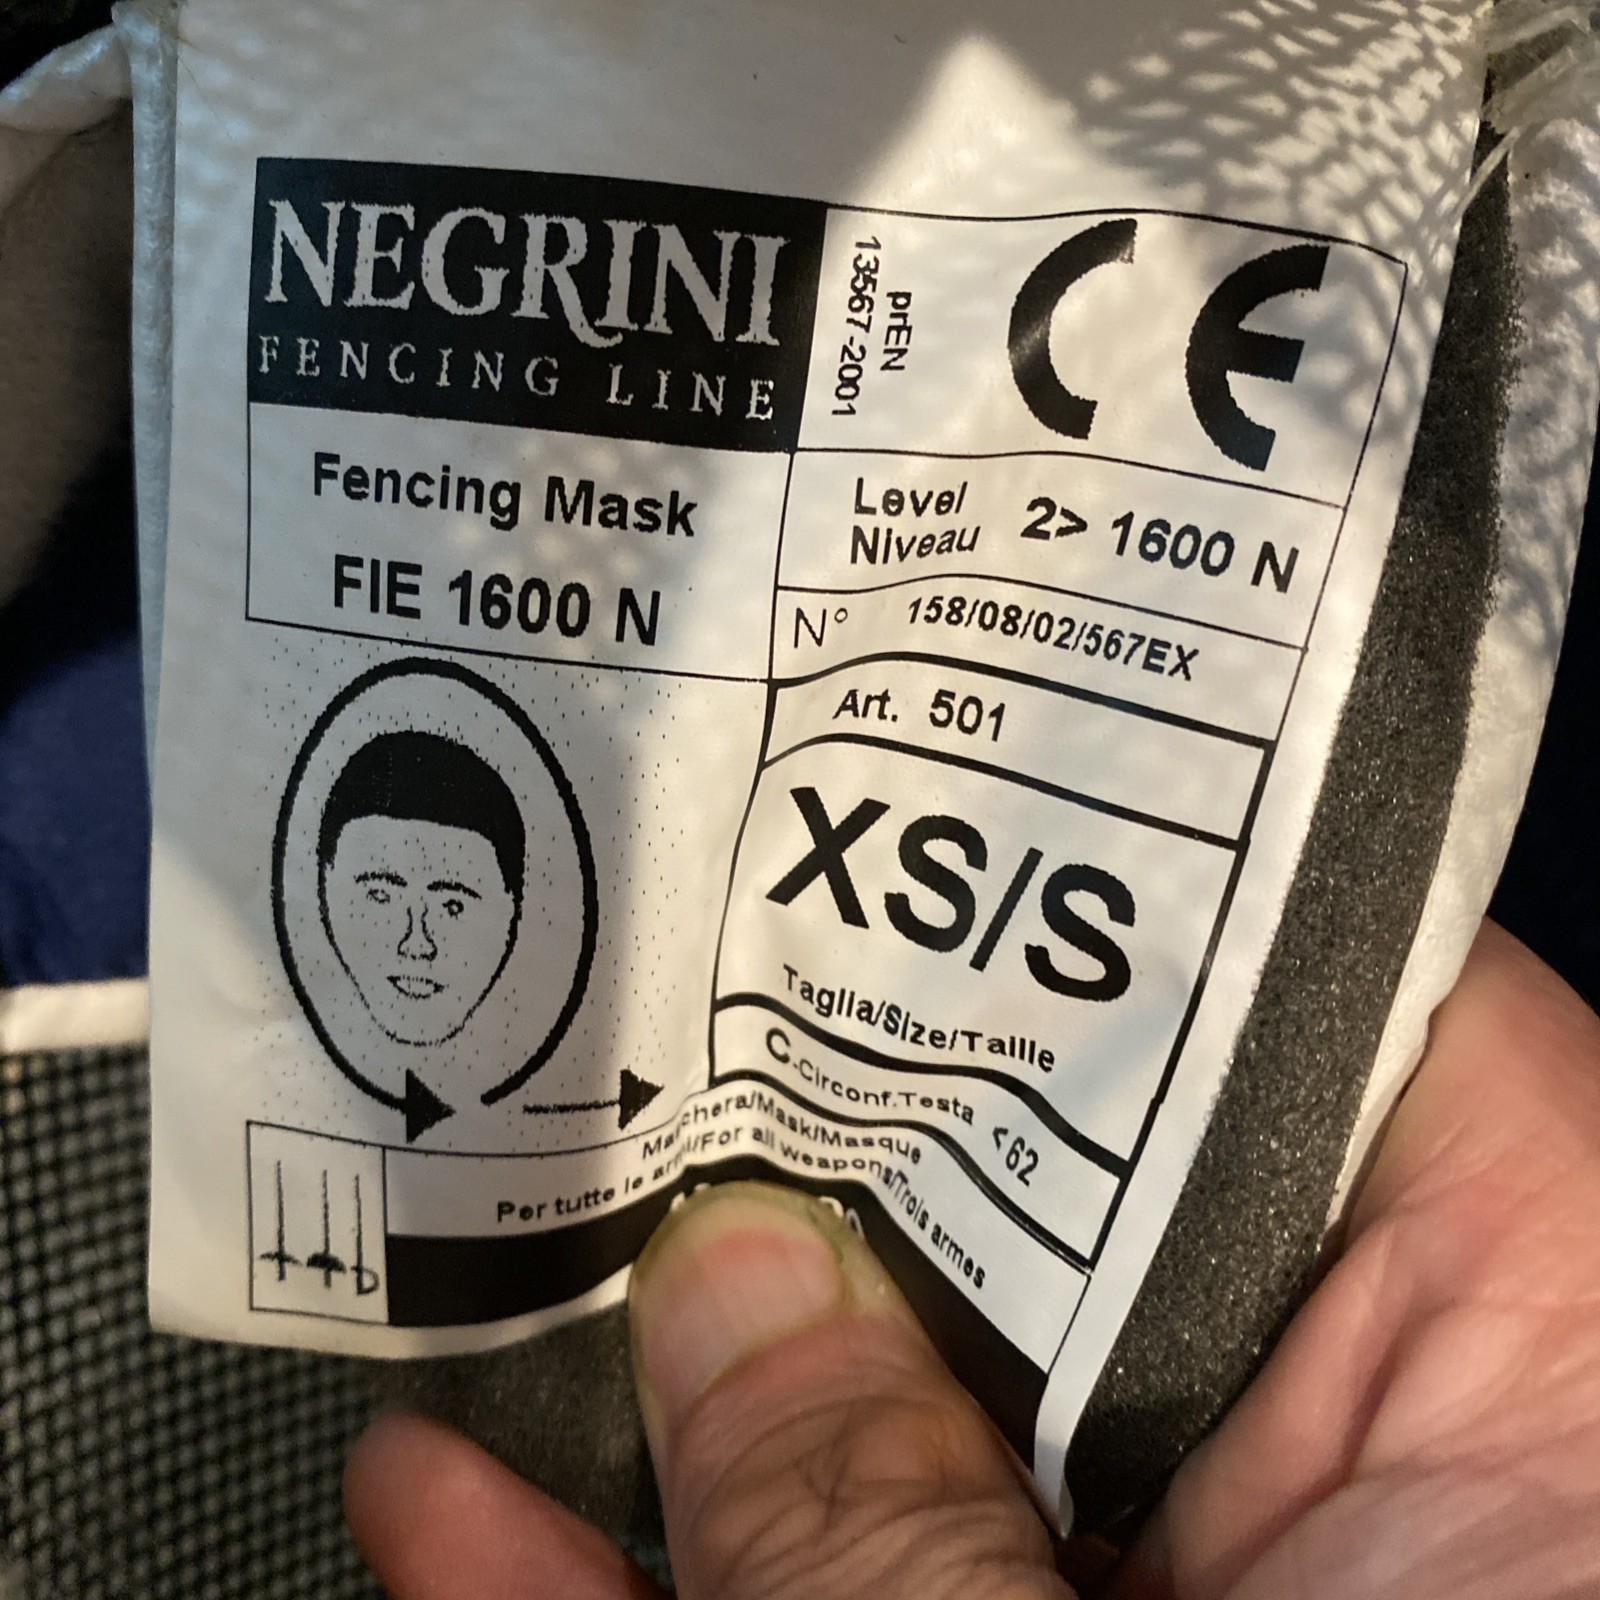 NEGRINI
FENCING LINE
prEN
13567-2001
CE
Fencing Mask
FIE 1600 N
Level
Niveau
2> 1600 N
N° 158/08/02/567EX
Art. 501
XS/S
Taglia/Size/Taille
C.Circonf.Testa <62
Maschera/Mask/Masque
Per tutte le armi/For all weapons/Trois armes